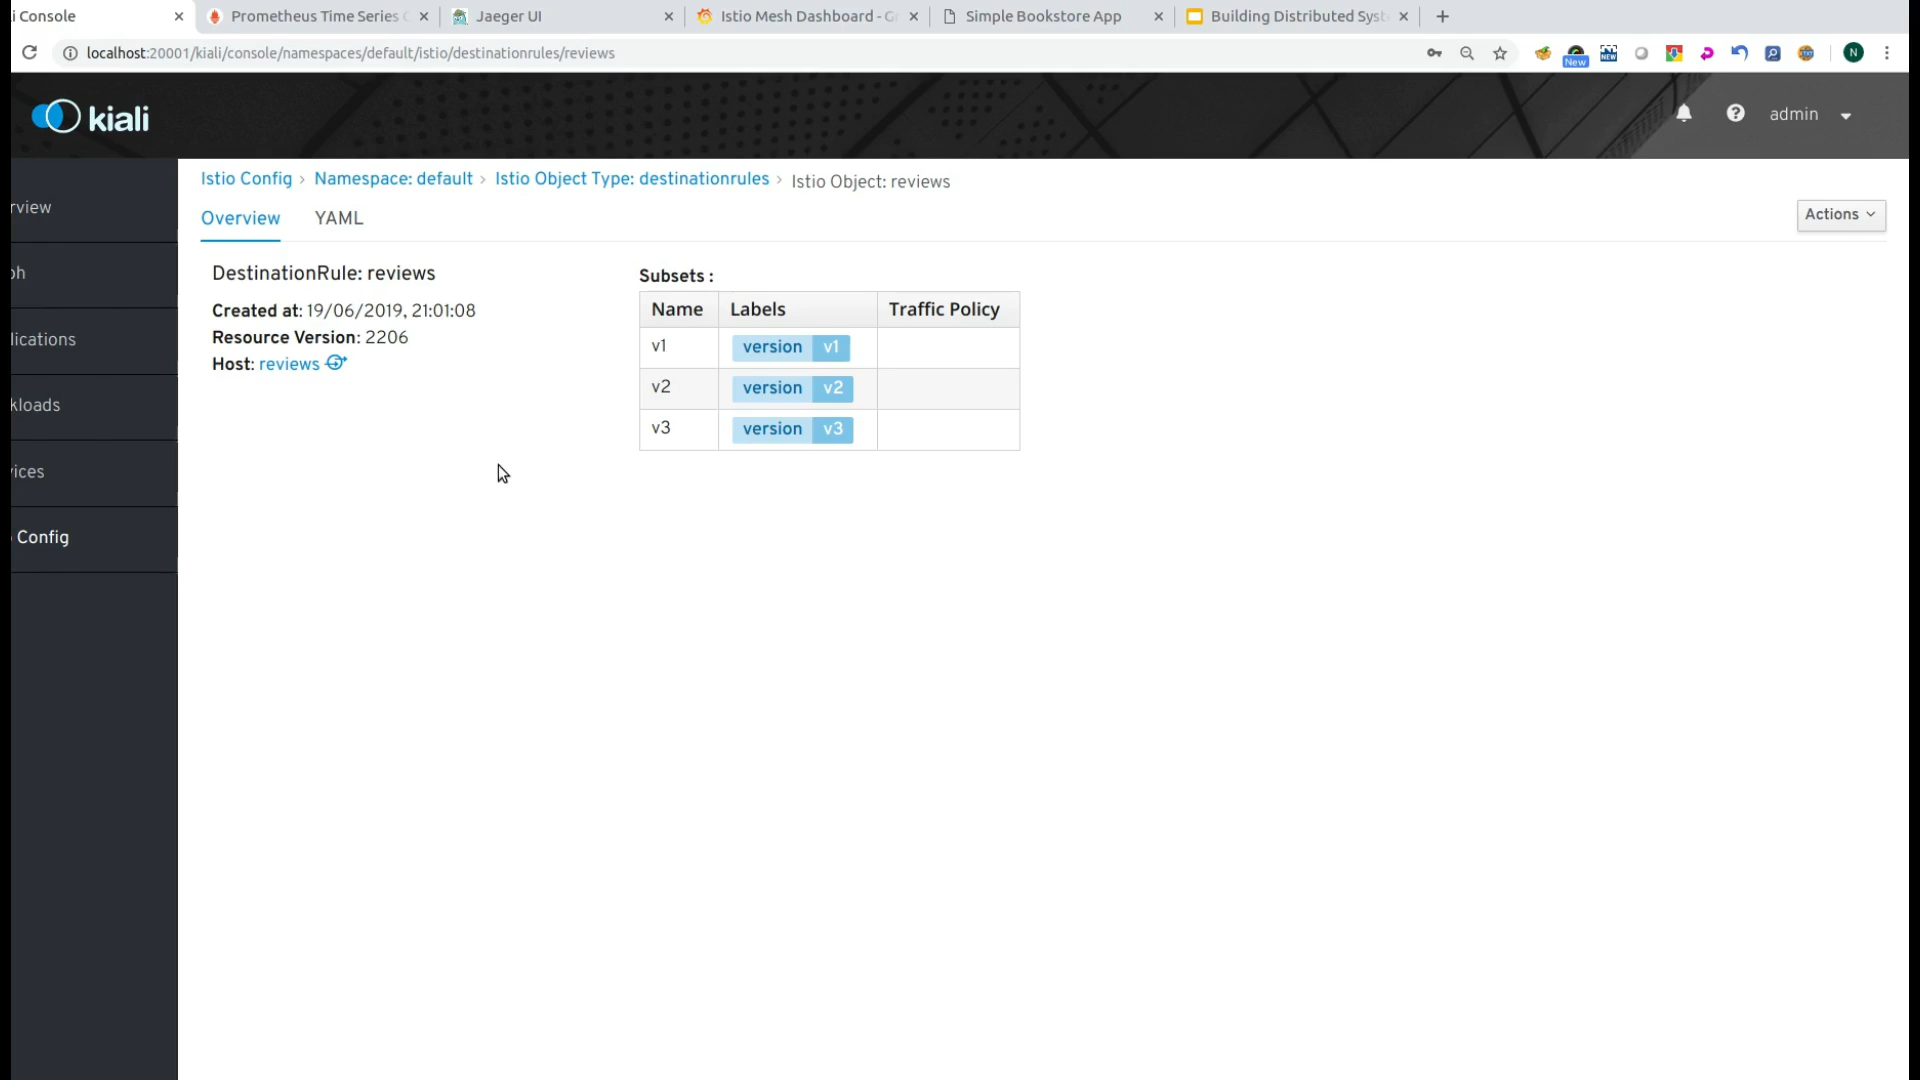 i Console
Prometheus Time Series C
Jaeger UI
Istio Mesh Dashboard - G
Simple Bookstore App
Building Distributed Syst
localhost:20001/kiali/console/namespaces/default/istio/destinationrules/reviews
New
NEW
N
kiali
admin
Istio Config › Namespace: default › Istio Object Type: destinationrules › Istio Object: reviews
rview
ph
lications
kloads
ices
Config
Overview
YAML
Actions
DestinationRule: reviews
Created at: 19/06/2019, 21:01:08
Resource Version: 2206
Host: reviews
Subsets :
Name Labels Traffic Policy
v1 version v1
v2 version v2
v3 version v3